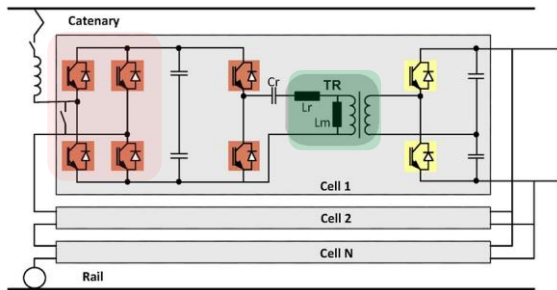 Catenary
Cr
TR
Lr
Lm
Cell 1
Cell 2
Cell N
Rail